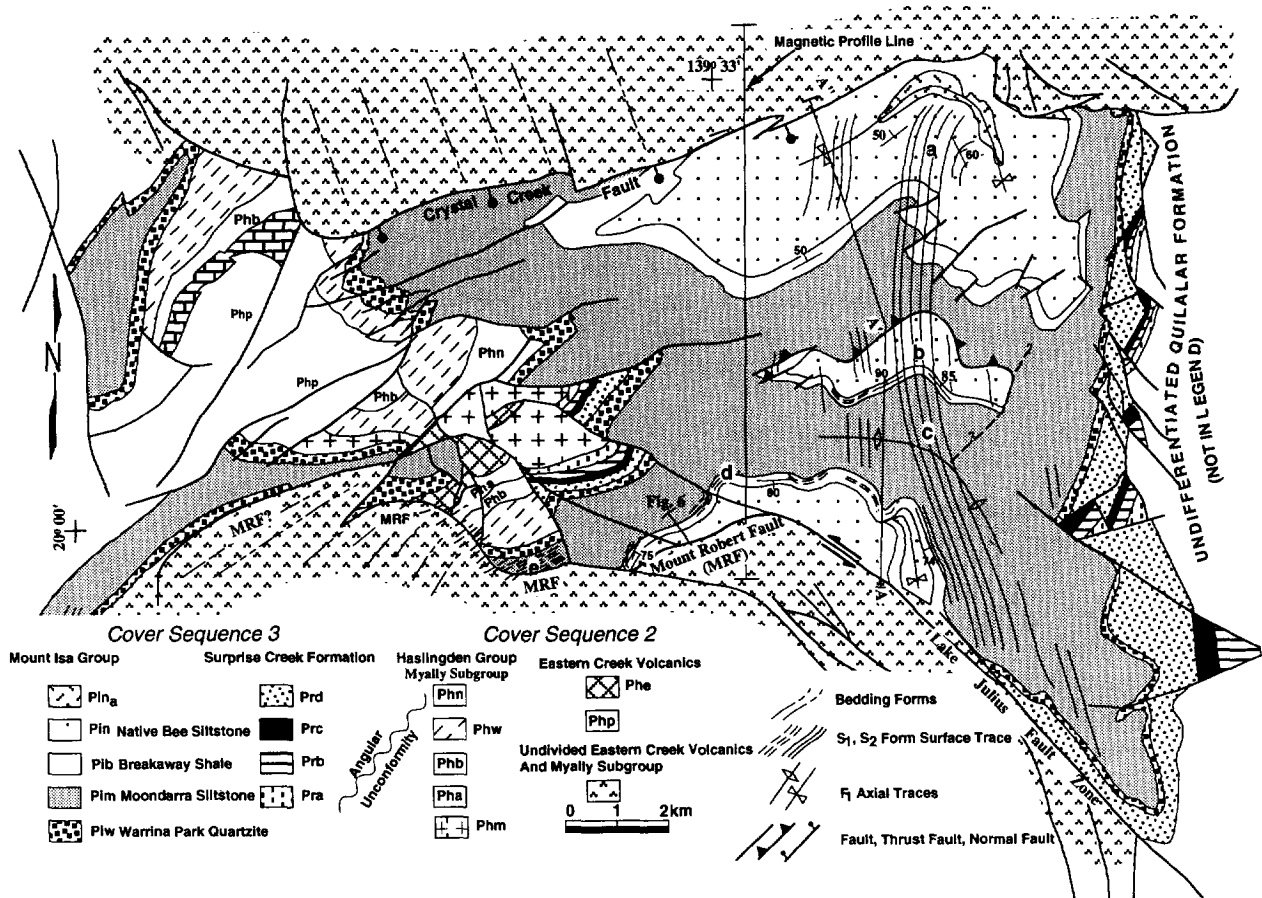 Magnetic Profile Line
139° 33'
A'
50
a
60
Crystal Creek Fault
50
Phb
Php
Php
Phn
Phb
A
b
90
85
?
c
?
d
80
Fig. 6
75
74
Mount Robert Fault
(MRF)
Pha
Phb
e
MRF?
MRF
MRF
N
20° 00'
UNDIFFERENTIATED QUILALAR FORMATION
(NOT IN LEGEND)
Lake Julius Fault Zone
Cover Sequence 3
Cover Sequence 2
Mount Isa Group
Surprise Creek Formation
Haslingden Group
Myally Subgroup
Eastern Creek Volcanics
Pina
Pin Native Bee Siltstone
Pib Breakaway Shale
Pim Moondarra Siltstone
Piw Warrina Park Quartzite
Prd
Prc
Prb
Pra
Angular
Unconformity
Phn
Phw
Phb
Pha
Phm
Phe
Php
Undivided Eastern Creek Volcanics
And Myally Subgroup
0 1 2km
Bedding Forms
S1, S2 Form Surface Trace
F1 Axial Traces
Fault, Thrust Fault, Normal Fault